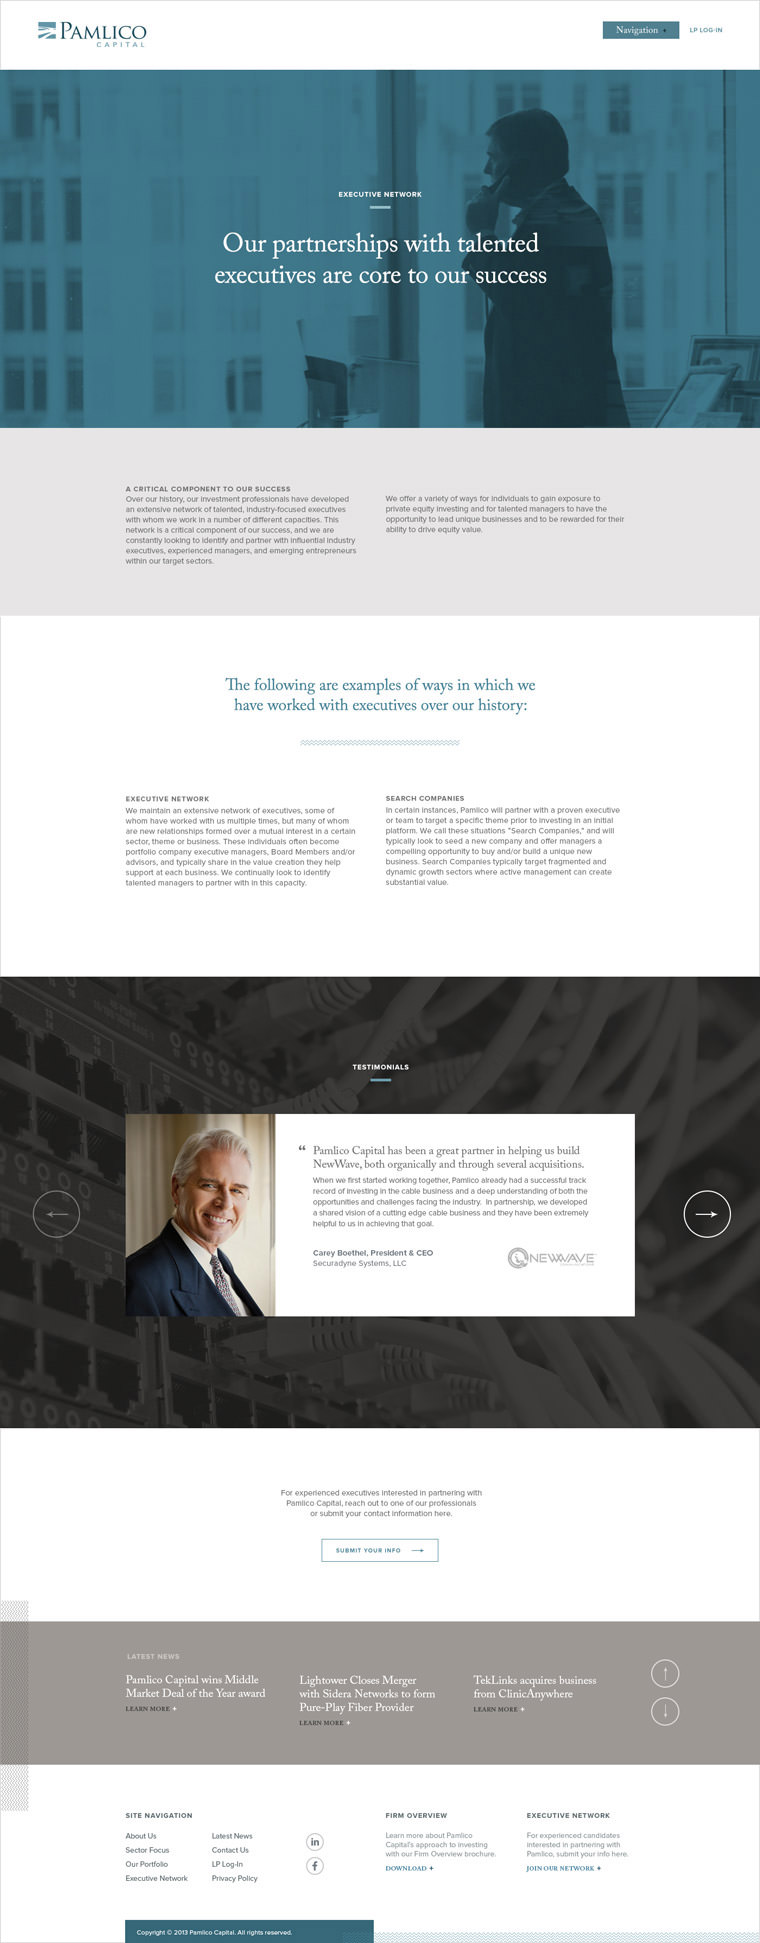 PAMLICO
CAPITAL
Navigation +
LP LOG-IN
EXECUTIVE NETWORK
Our partnerships with talented
executives are core to our success
A CRITICAL COMPONENT TO OUR SUCCESS
Over our history, our investment professionals have developed
an extensive network of talented, industry-focused executives
with whom we work in a number of different capacities. This
network is a critical component of our success, and we are
constantly looking to identify and partner with influential industry
executives, experienced managers, and emerging entrepreneurs
within our target sectors.
We offer a variety of ways for individuals to gain exposure to
private equity investing and for talented managers to have the
opportunity to lead unique businesses and to be rewarded for their
ability to drive equity value.
The following are examples of ways in which we
have worked with executives over our history:
EXECUTIVE NETWORK
We maintain an extensive network of executives, some of
whom have worked with us multiple times, but many of whom
are new relationships formed over a mutual interest in a certain
sector, theme or business. These individuals often become
portfolio company executive managers, Board Members and/or
advisors, and typically share in the value creation they help
support at each business. We continually look to identify
talented managers to partner with in this capacity.
SEARCH COMPANIES
In certain instances, Pamlico will partner with a proven executive
or team to target a specific theme prior to investing in an initial
platform. We call these situations "Search Companies," and will
typically look to seed a new company and offer managers a
compelling opportunity to buy and/or build a unique new
business. Search Companies typically target fragmented and
dynamic growth sectors where active management can create
substantial value.
TESTIMONIALS
“ Pamlico Capital has been a great partner in helping us build
NewWave, both organically and through several acquisitions.
When we first started working together, Pamlico already had a successful track
record of investing in the cable business and a deep understanding of both the
opportunities and challenges facing the industry. In partnership, we developed
a shared vision of a cutting edge cable business and they have been extremely
helpful to us in achieving that goal.
Carey Boethel, President & CEO
Securadyne Systems, LLC
NEWWAVE
For experienced executives interested in partnering with
Pamlico Capital, reach out to one of our professionals
or submit your contact information here.
SUBMIT YOUR INFO
LATEST NEWS
Pamlico Capital wins Middle
Market Deal of the Year award
LEARN MORE +
Lightower Closes Merger
with Sidera Networks to form
Pure-Play Fiber Provider
LEARN MORE +
TekLinks acquires business
from ClinicAnywhere
LEARN MORE +
SITE NAVIGATION
About Us
Sector Focus
Our Portfolio
Executive Network
Latest News
Contact Us
LP Log-In
Privacy Policy
in
f
FIRM OVERVIEW
Learn more about Pamlico
Capital's approach to investing
with our Firm Overview brochure.
DOWNLOAD +
EXECUTIVE NETWORK
For experienced candidates
interested in partnering with
Pamlico, submit your info here.
JOIN OUR NETWORK +
Copyright © 2013 Pamlico Capital. All rights reserved.